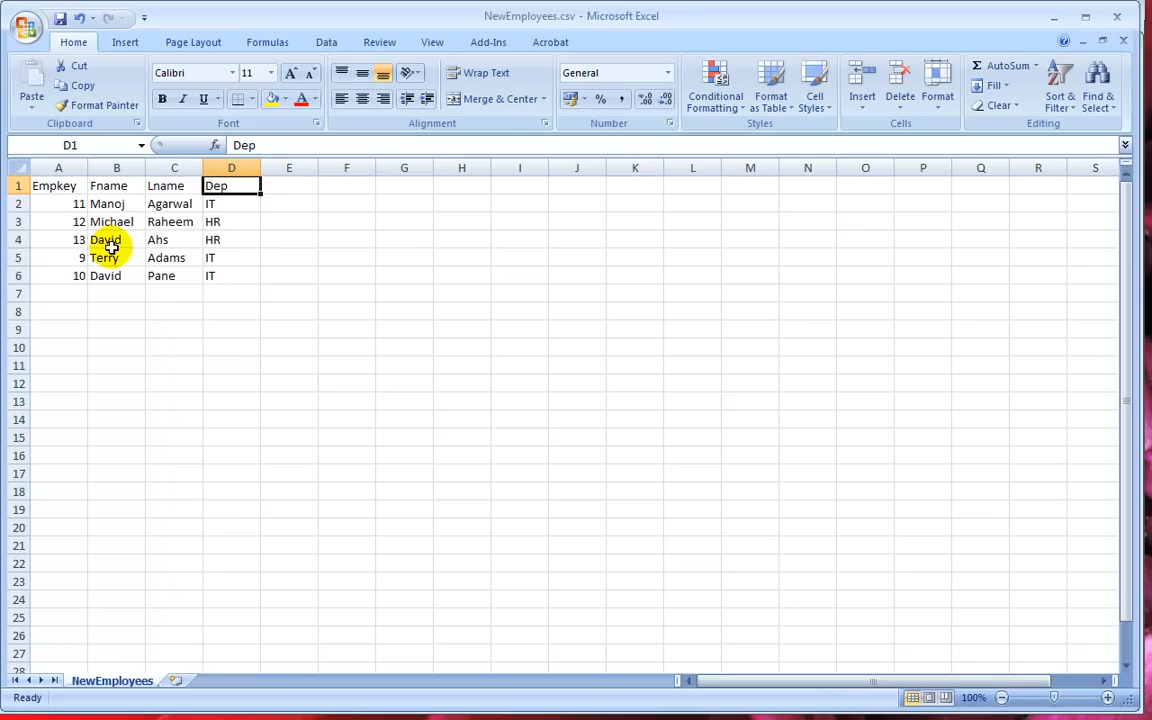 NewEmployees.csv - Microsoft Excel
Home Insert Page Layout Formulas Data Review View Add-Ins Acrobat
Paste
Cut
Copy
Format Painter
Clipboard
Calibri 11
B I U
Font
Wrap Text
Merge & Center
Alignment
General
% ,
Number
Conditional Formatting
Format as Table
Cell Styles
Styles
Insert
Delete
Format
Cells
AutoSum
Fill
Clear
Sort & Filter
Find & Select
Editing
D1 fx Dep
A B C D E F G H I J K L M N O P Q R S
1 Empkey Fname Lname Dep
2 11 Manoj Agarwal IT
3 12 Michael Raheem HR
4 13 David Ahs HR
5 9 Terry Adams IT
6 10 David Pane IT
7
8
9
10
11
12
13
14
15
16
17
18
19
20
21
22
23
24
25
26
27
28
NewEmployees
Ready 100%